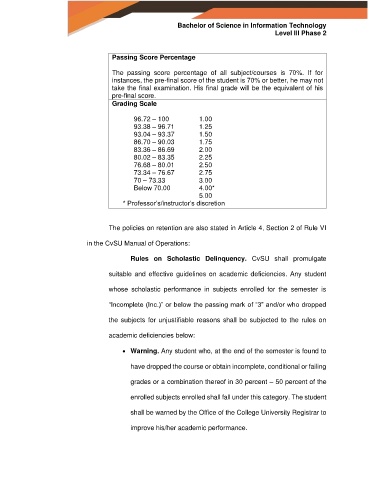 Bachelor of Science in Information Technology
Level III Phase 2
Passing Score Percentage
The passing score percentage of all subject/courses is 70%. If for
instances, the pre-final score of the student is 70% or better, he may not
take the final examination. His final grade will be the equivalent of his
pre-final score.
Grading Scale
96.72 – 100 1.00
93.38 – 96.71 1.25
93.04 – 93.37 1.50
86.70 – 90.03 1.75
83.36 – 86.69 2.00
80.02 – 83.35 2.25
76.68 – 80.01 2.50
73.34 – 76.67 2.75
70 – 73.33 3.00
Below 70.00 4.00*
5.00
* Professor's/instructor's discretion
The policies on retention are also stated in Article 4, Section 2 of Rule VI
in the CvSU Manual of Operations:
Rules on Scholastic Delinquency. CvSU shall promulgate
suitable and effective guidelines on academic deficiencies. Any student
whose scholastic performance in subjects enrolled for the semester is
“Incomplete (Inc.)” or below the passing mark of “3” and/or who dropped
the subjects for unjustifiable reasons shall be subjected to the rules on
academic deficiencies below:
• Warning. Any student who, at the end of the semester is found to
have dropped the course or obtain incomplete, conditional or failing
grades or a combination thereof in 30 percent – 50 percent of the
enrolled subjects enrolled shall fall under this category. The student
shall be warned by the Office of the College University Registrar to
improve his/her academic performance.